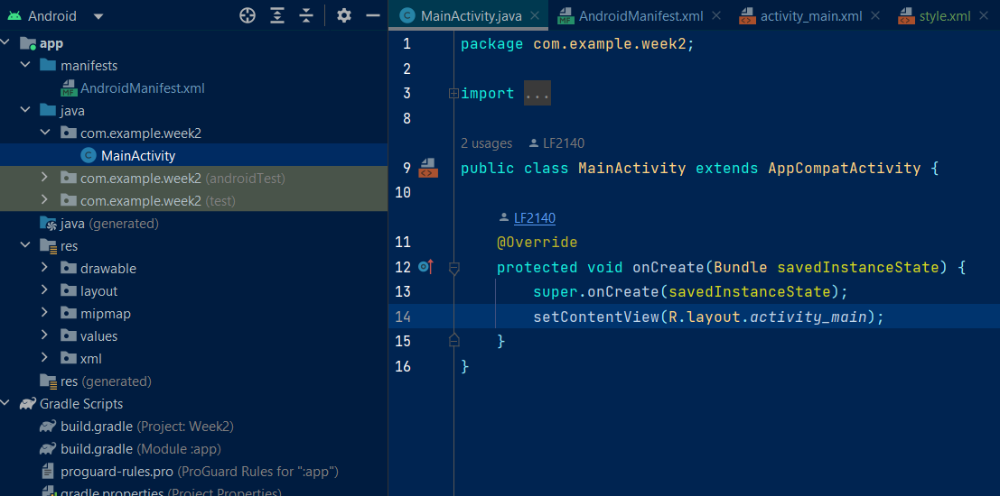 Android
app
manifests
AndroidManifest.xml
java
com.example.week2
MainActivity
com.example.week2 (androidTest)
com.example.week2 (test)
java (generated)
res
drawable
layout
mipmap
values
xml
res (generated)
Gradle Scripts
build.gradle (Project: Week2)
build.gradle (Module :app)
proguard-rules.pro (ProGuard Rules for ":app")
gradle.properties (Project Properties)
MainActivity.java AndroidManifest.xml activity_main.xml style.xml
1 package com.example.week2;
2
3 import ...
8
2 usages LF2140
9 public class MainActivity extends AppCompatActivity {
10
LF2140
11 @Override
12 protected void onCreate(Bundle savedInstanceState) {
13 super.onCreate(savedInstanceState);
14 setContentView(R.layout.activity_main);
15 }
16 }